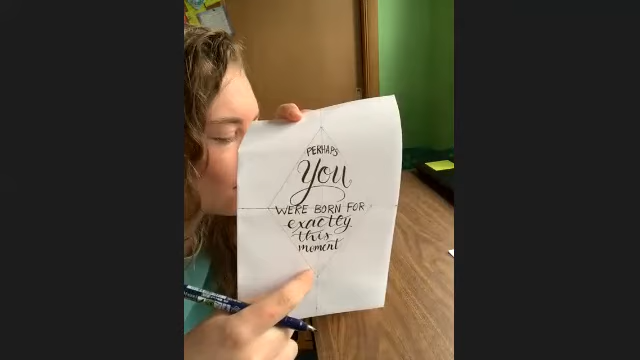 PERHAPS
You
WERE BORN FOR
exactly
this
moment